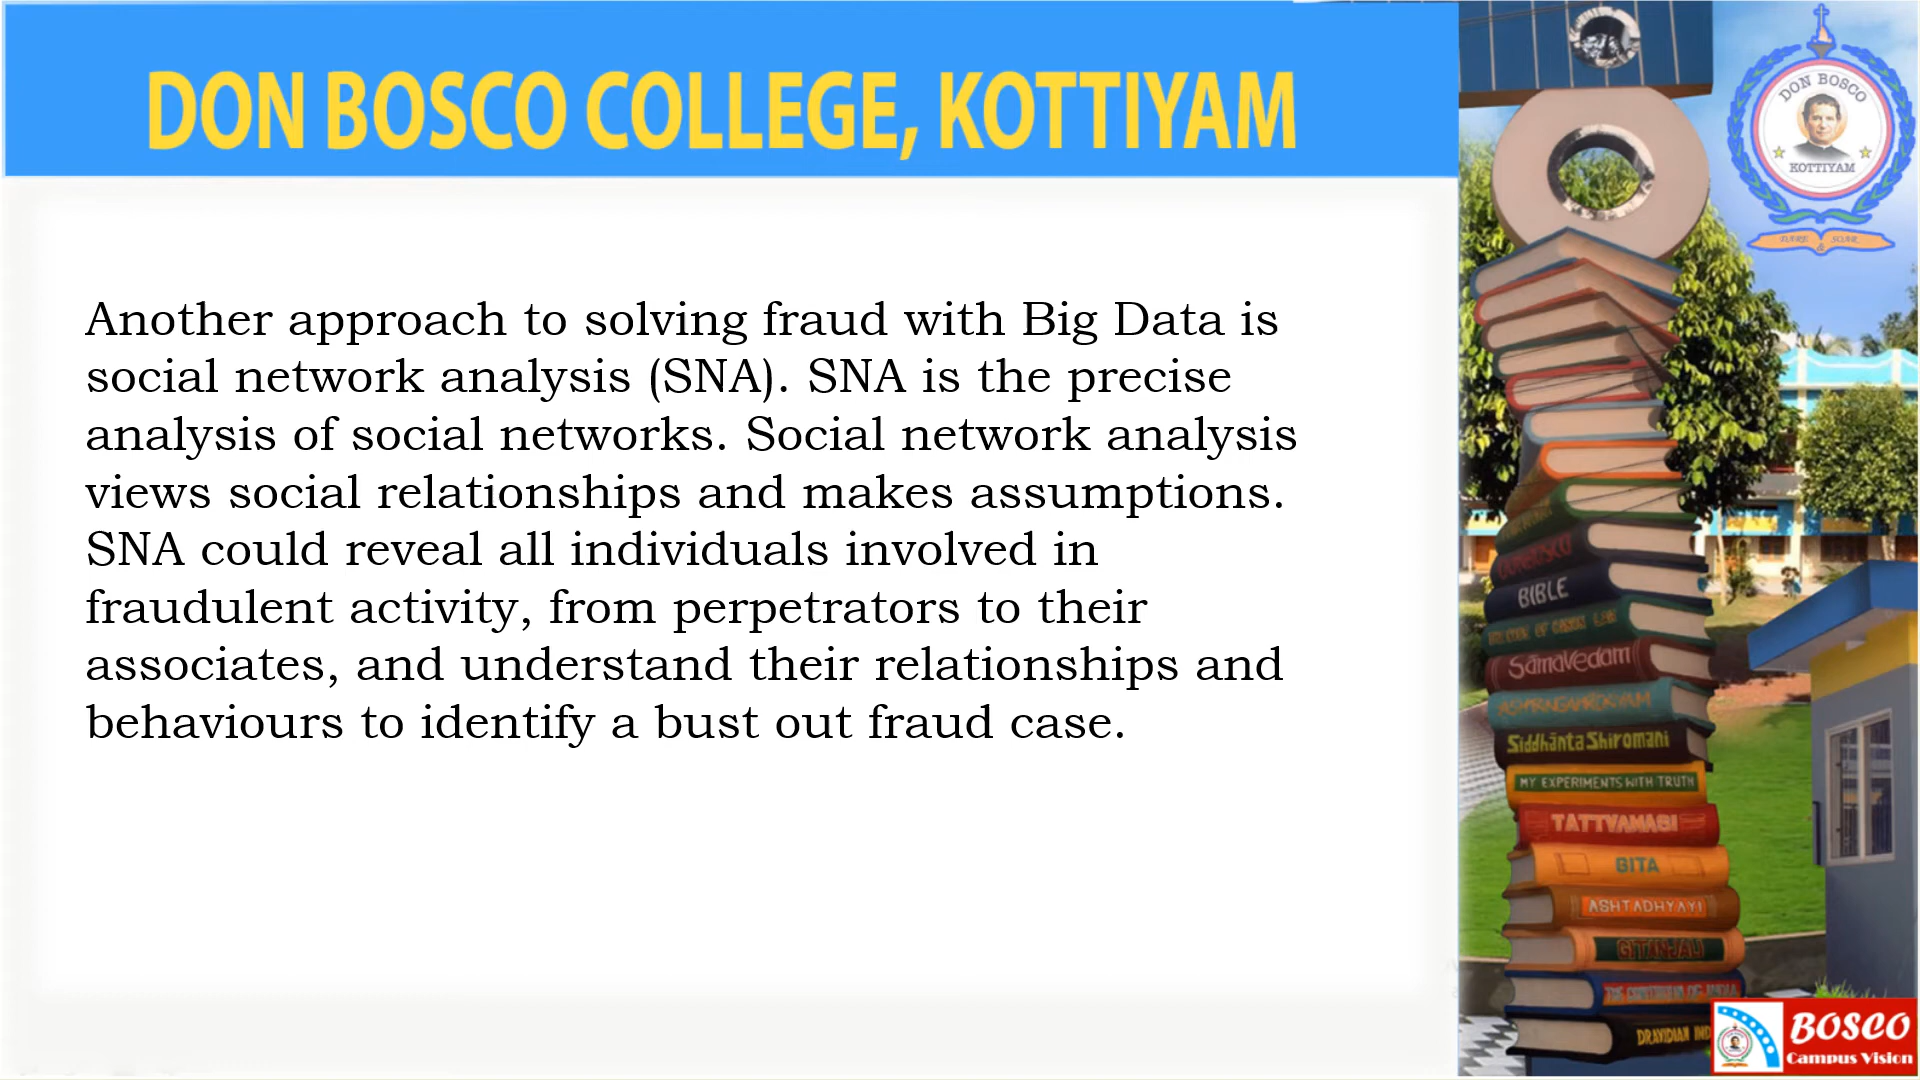 DON BOSCO COLLEGE, KOTTIYAM
Another approach to solving fraud with Big Data is
social network analysis (SNA). SNA is the precise
analysis of social networks. Social network analysis
views social relationships and makes assumptions.
SNA could reveal all individuals involved in
fraudulent activity, from perpetrators to their
associates, and understand their relationships and
behaviours to identify a bust out fraud case.
DON BOSCO
KOTTIYAM
DARE & SOAR
BIBLE
SāmaVedam
Siddhānta Shiromani
MY EXPERIMENTS WITH TRUTH
TATTVAMASI
GITA
ASHTADHYAYI
GITANJALI
DRAVIDIAN
BOSCO
Campus Vision